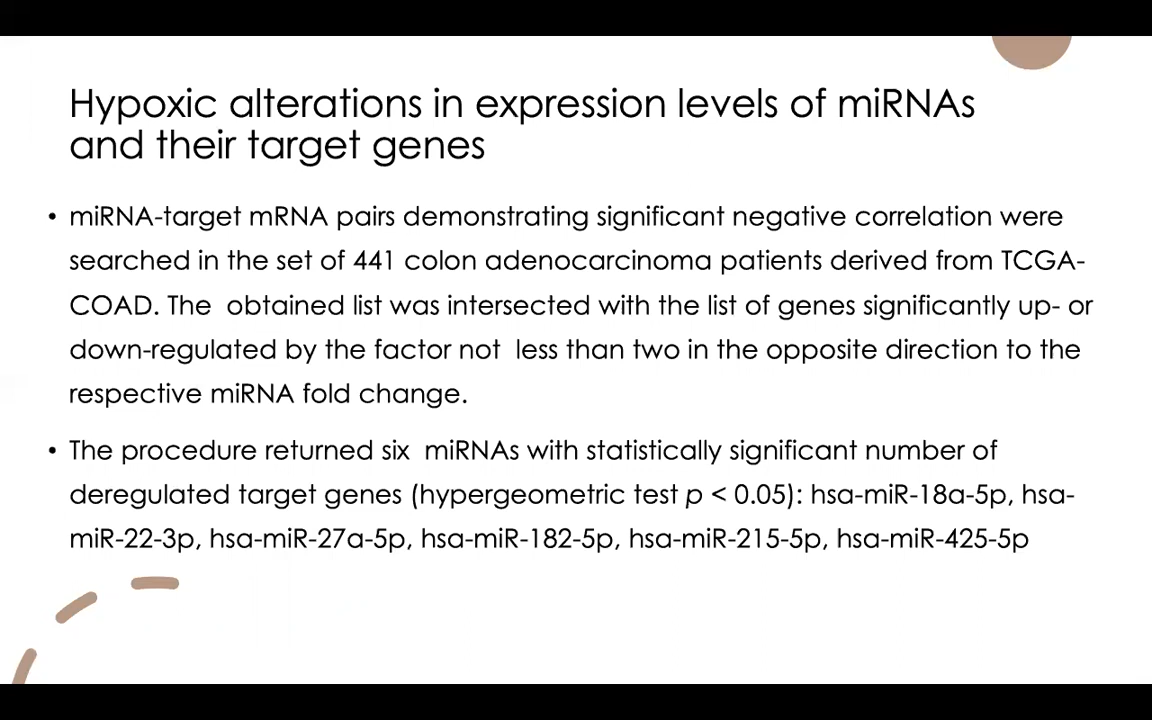 Hypoxic alterations in expression levels of miRNAs
and their target genes
• miRNA-target mRNA pairs demonstrating significant negative correlation were
searched in the set of 441 colon adenocarcinoma patients derived from TCGA-
COAD. The  obtained list was intersected with the list of genes significantly up- or
down-regulated by the factor not  less than two in the opposite direction to the
respective miRNA fold change.
• The procedure returned six  miRNAs with statistically significant number of
deregulated target genes (hypergeometric test p < 0.05): hsa-miR-18a-5p, hsa-
miR-22-3p, hsa-miR-27a-5p, hsa-miR-182-5p, hsa-miR-215-5p, hsa-miR-425-5p